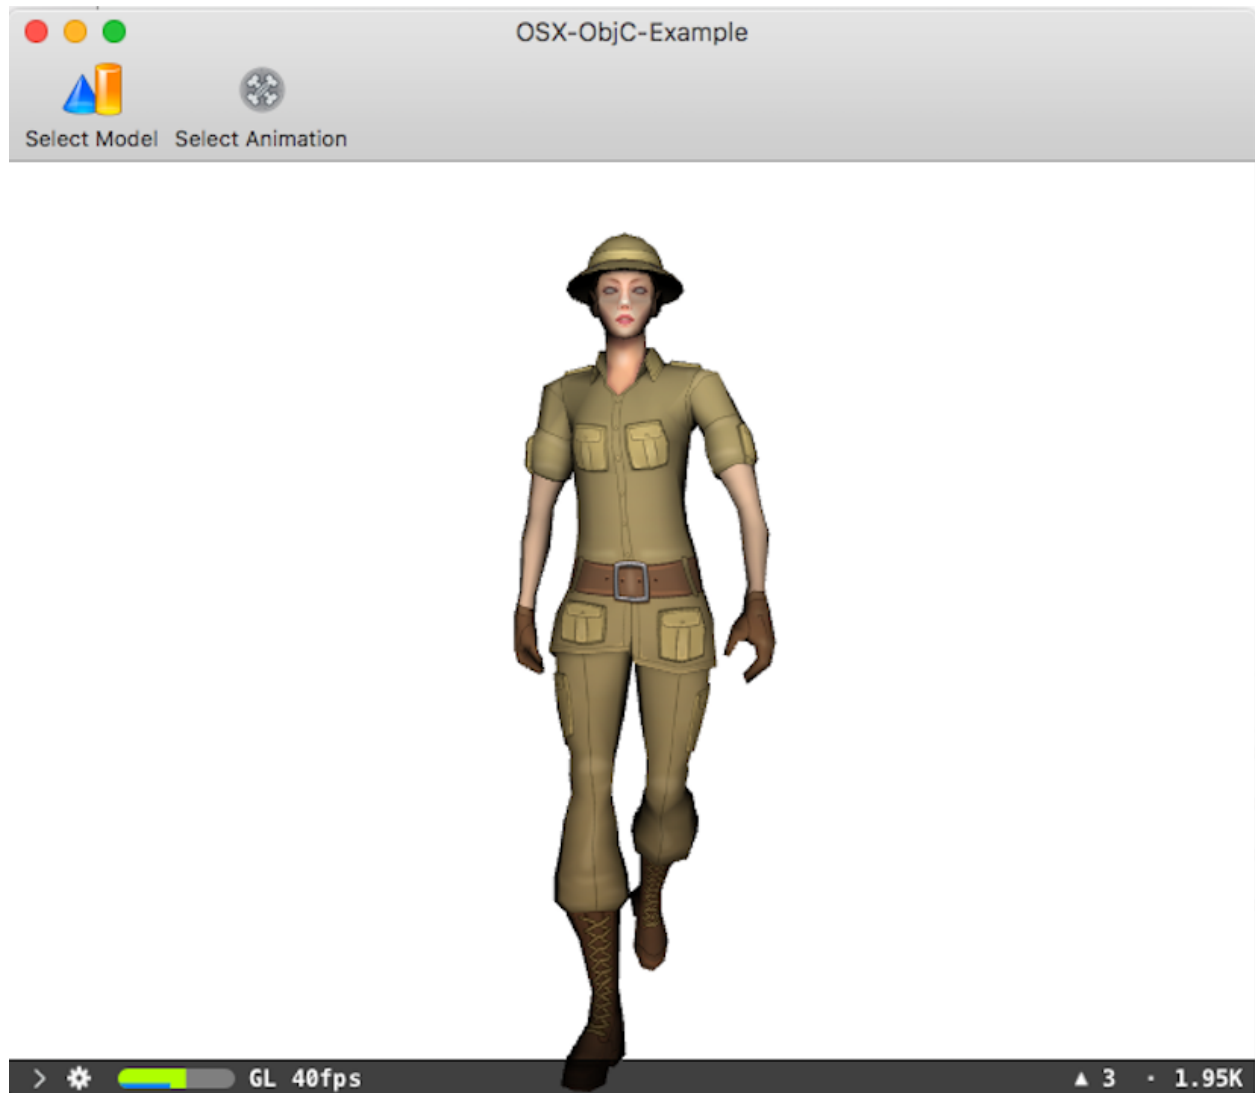 OSX-ObjC-Example
Select Model Select Animation
GL 40fps ▲ 3 · 1.95K